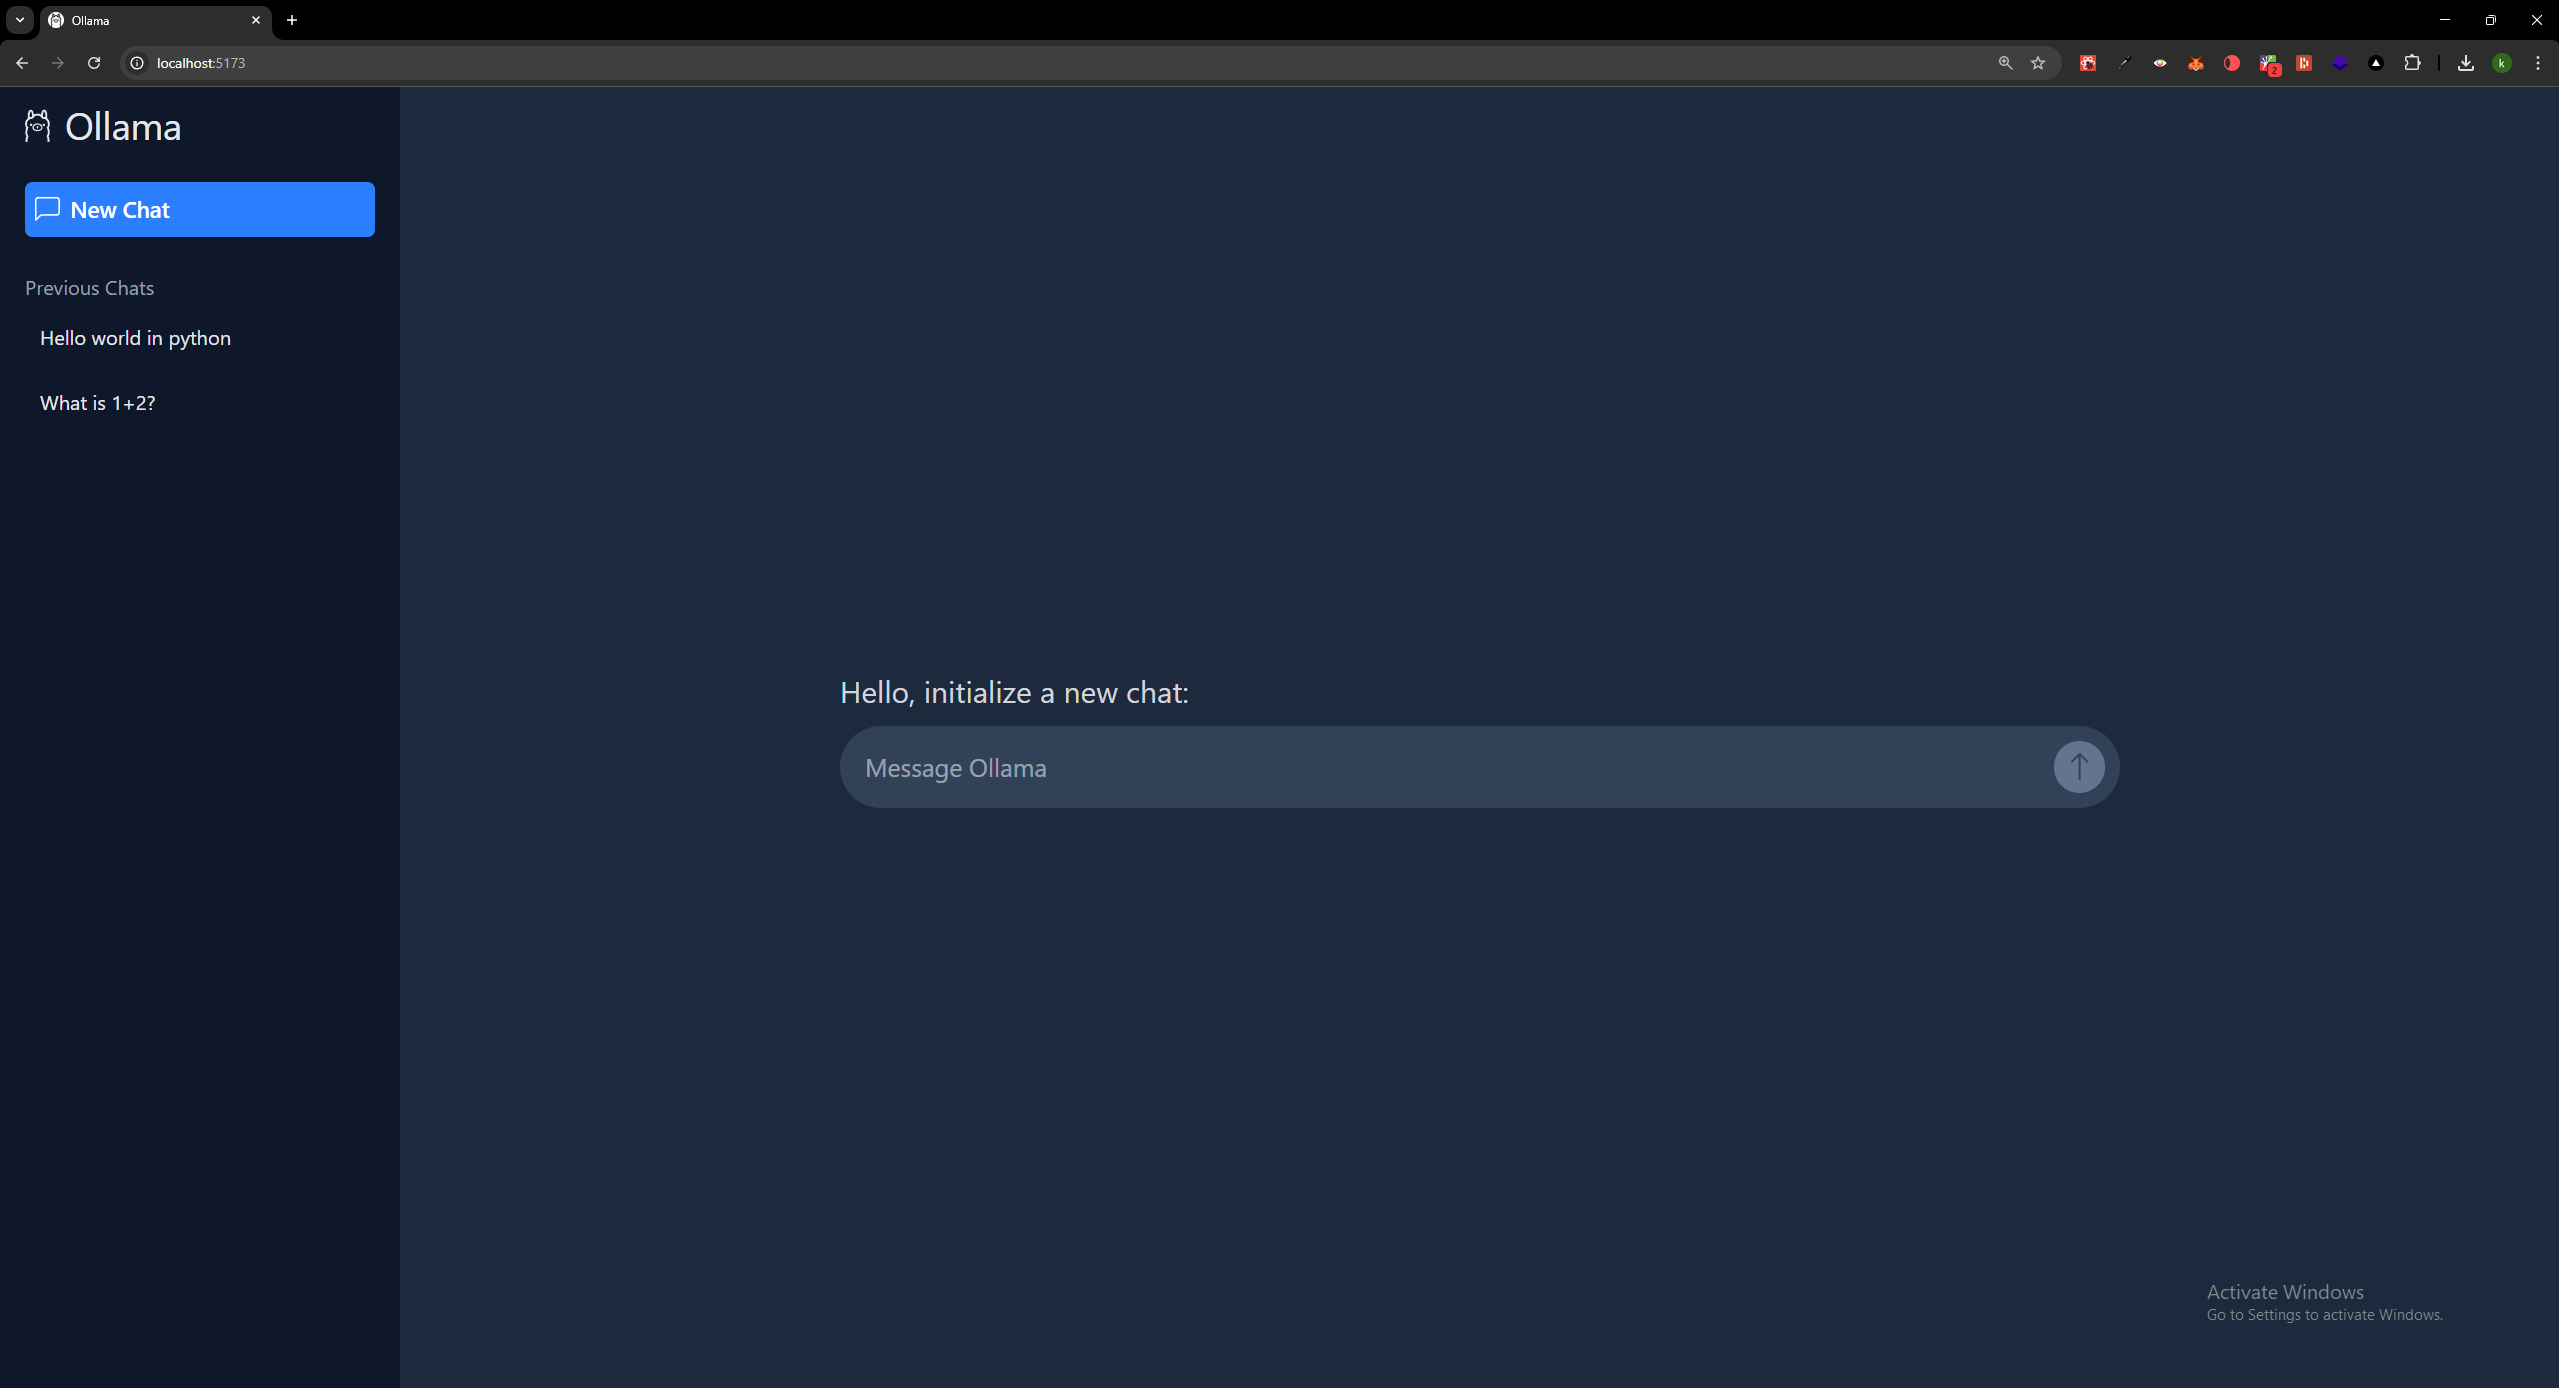 Ollama
localhost:5173
2
k
Ollama
New Chat
Previous Chats
Hello world in python
What is 1+2?
Hello, initialize a new chat:
Message Ollama
Activate Windows
Go to Settings to activate Windows.